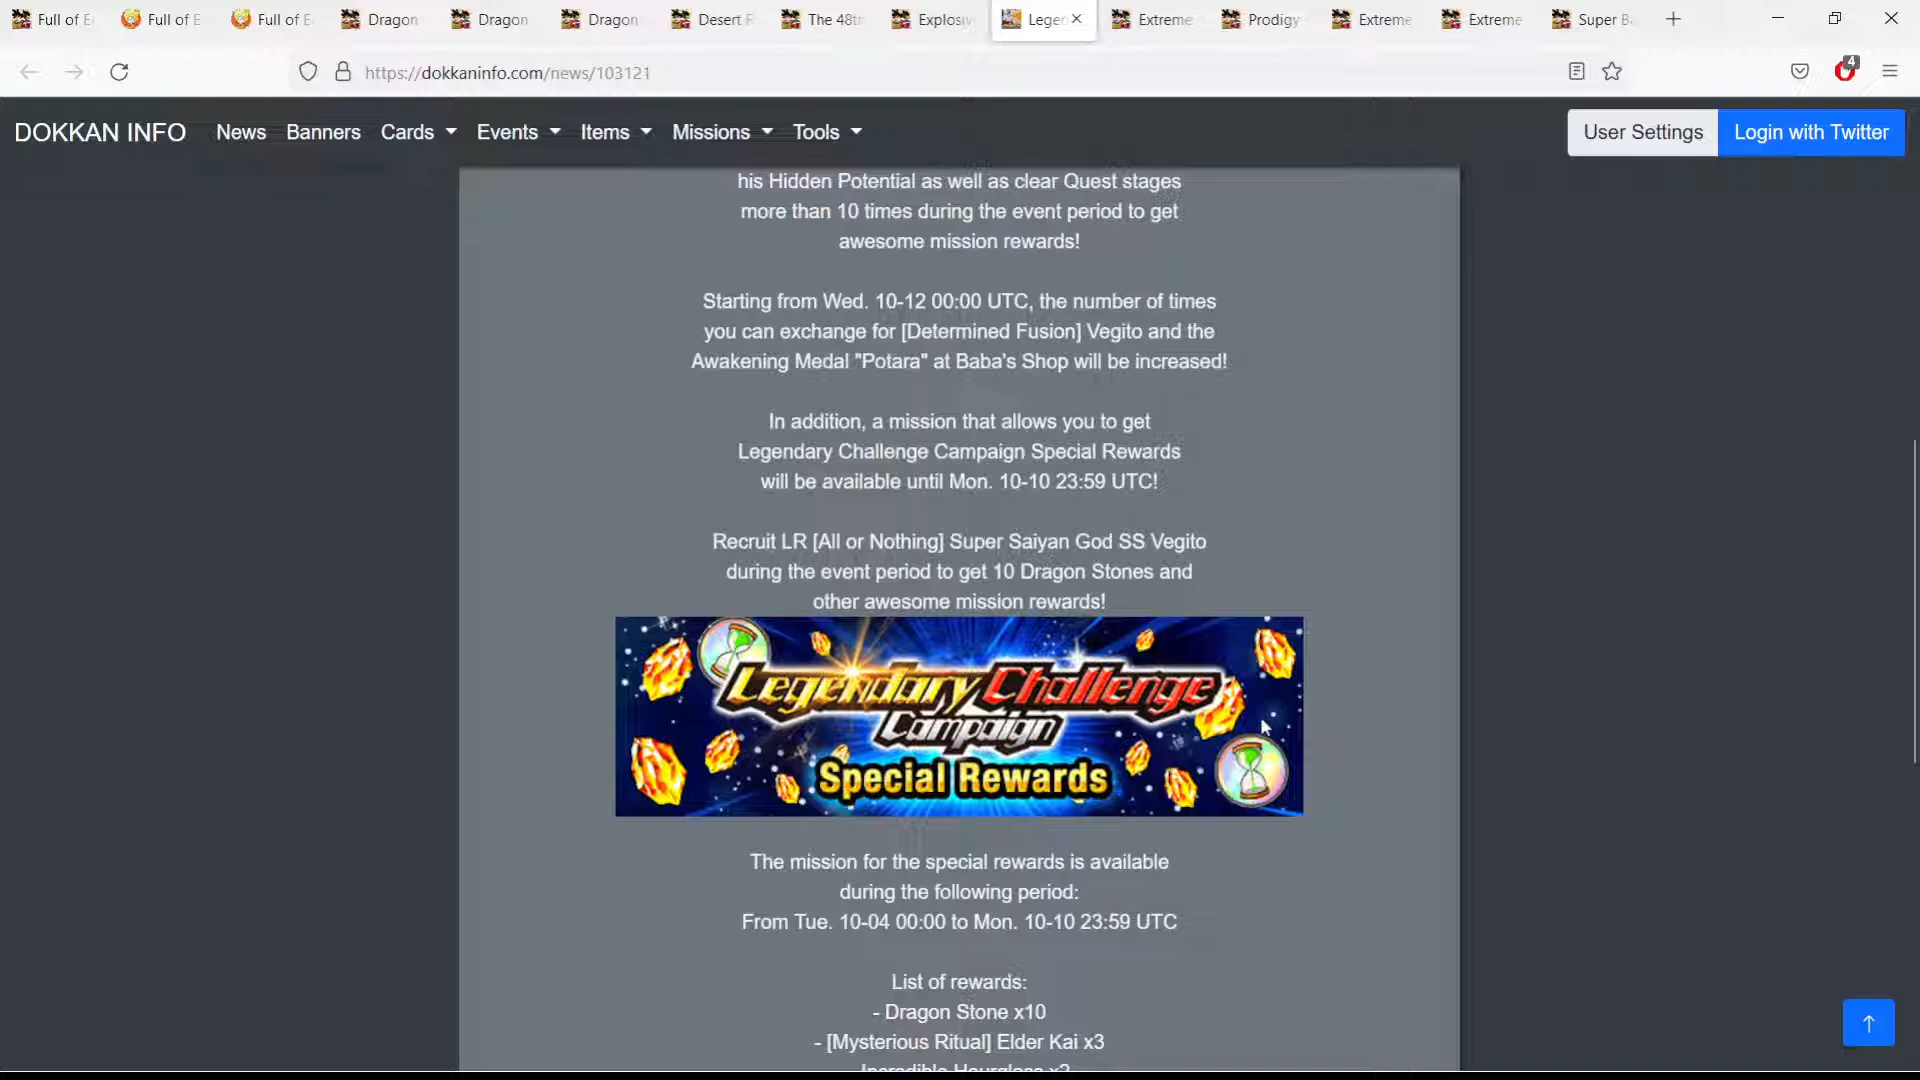 Full of E
Full of E
Full of E
Dragon
Dragon
Dragon
Desert R
The 48th
Explosiv
Legen
Extreme
Prodigy
Extreme
Extreme
Super B
https://dokkaninfo.com/news/103121
4
DOKKAN INFO
News
Banners
Cards
Events
Items
Missions
Tools
User Settings
Login with Twitter
his Hidden Potential as well as clear Quest stages
more than 10 times during the event period to get
awesome mission rewards!
Starting from Wed. 10-12 00:00 UTC, the number of times
you can exchange for [Determined Fusion] Vegito and the
Awakening Medal "Potara" at Baba's Shop will be increased!
In addition, a mission that allows you to get
Legendary Challenge Campaign Special Rewards
will be available until Mon. 10-10 23:59 UTC!
Recruit LR [All or Nothing] Super Saiyan God SS Vegito
during the event period to get 10 Dragon Stones and
other awesome mission rewards!
Legendary Challenge
Campaign
Special Rewards
The mission for the special rewards is available
during the following period:
From Tue. 10-04 00:00 to Mon. 10-10 23:59 UTC
List of rewards:
- Dragon Stone x10
- [Mysterious Ritual] Elder Kai x3